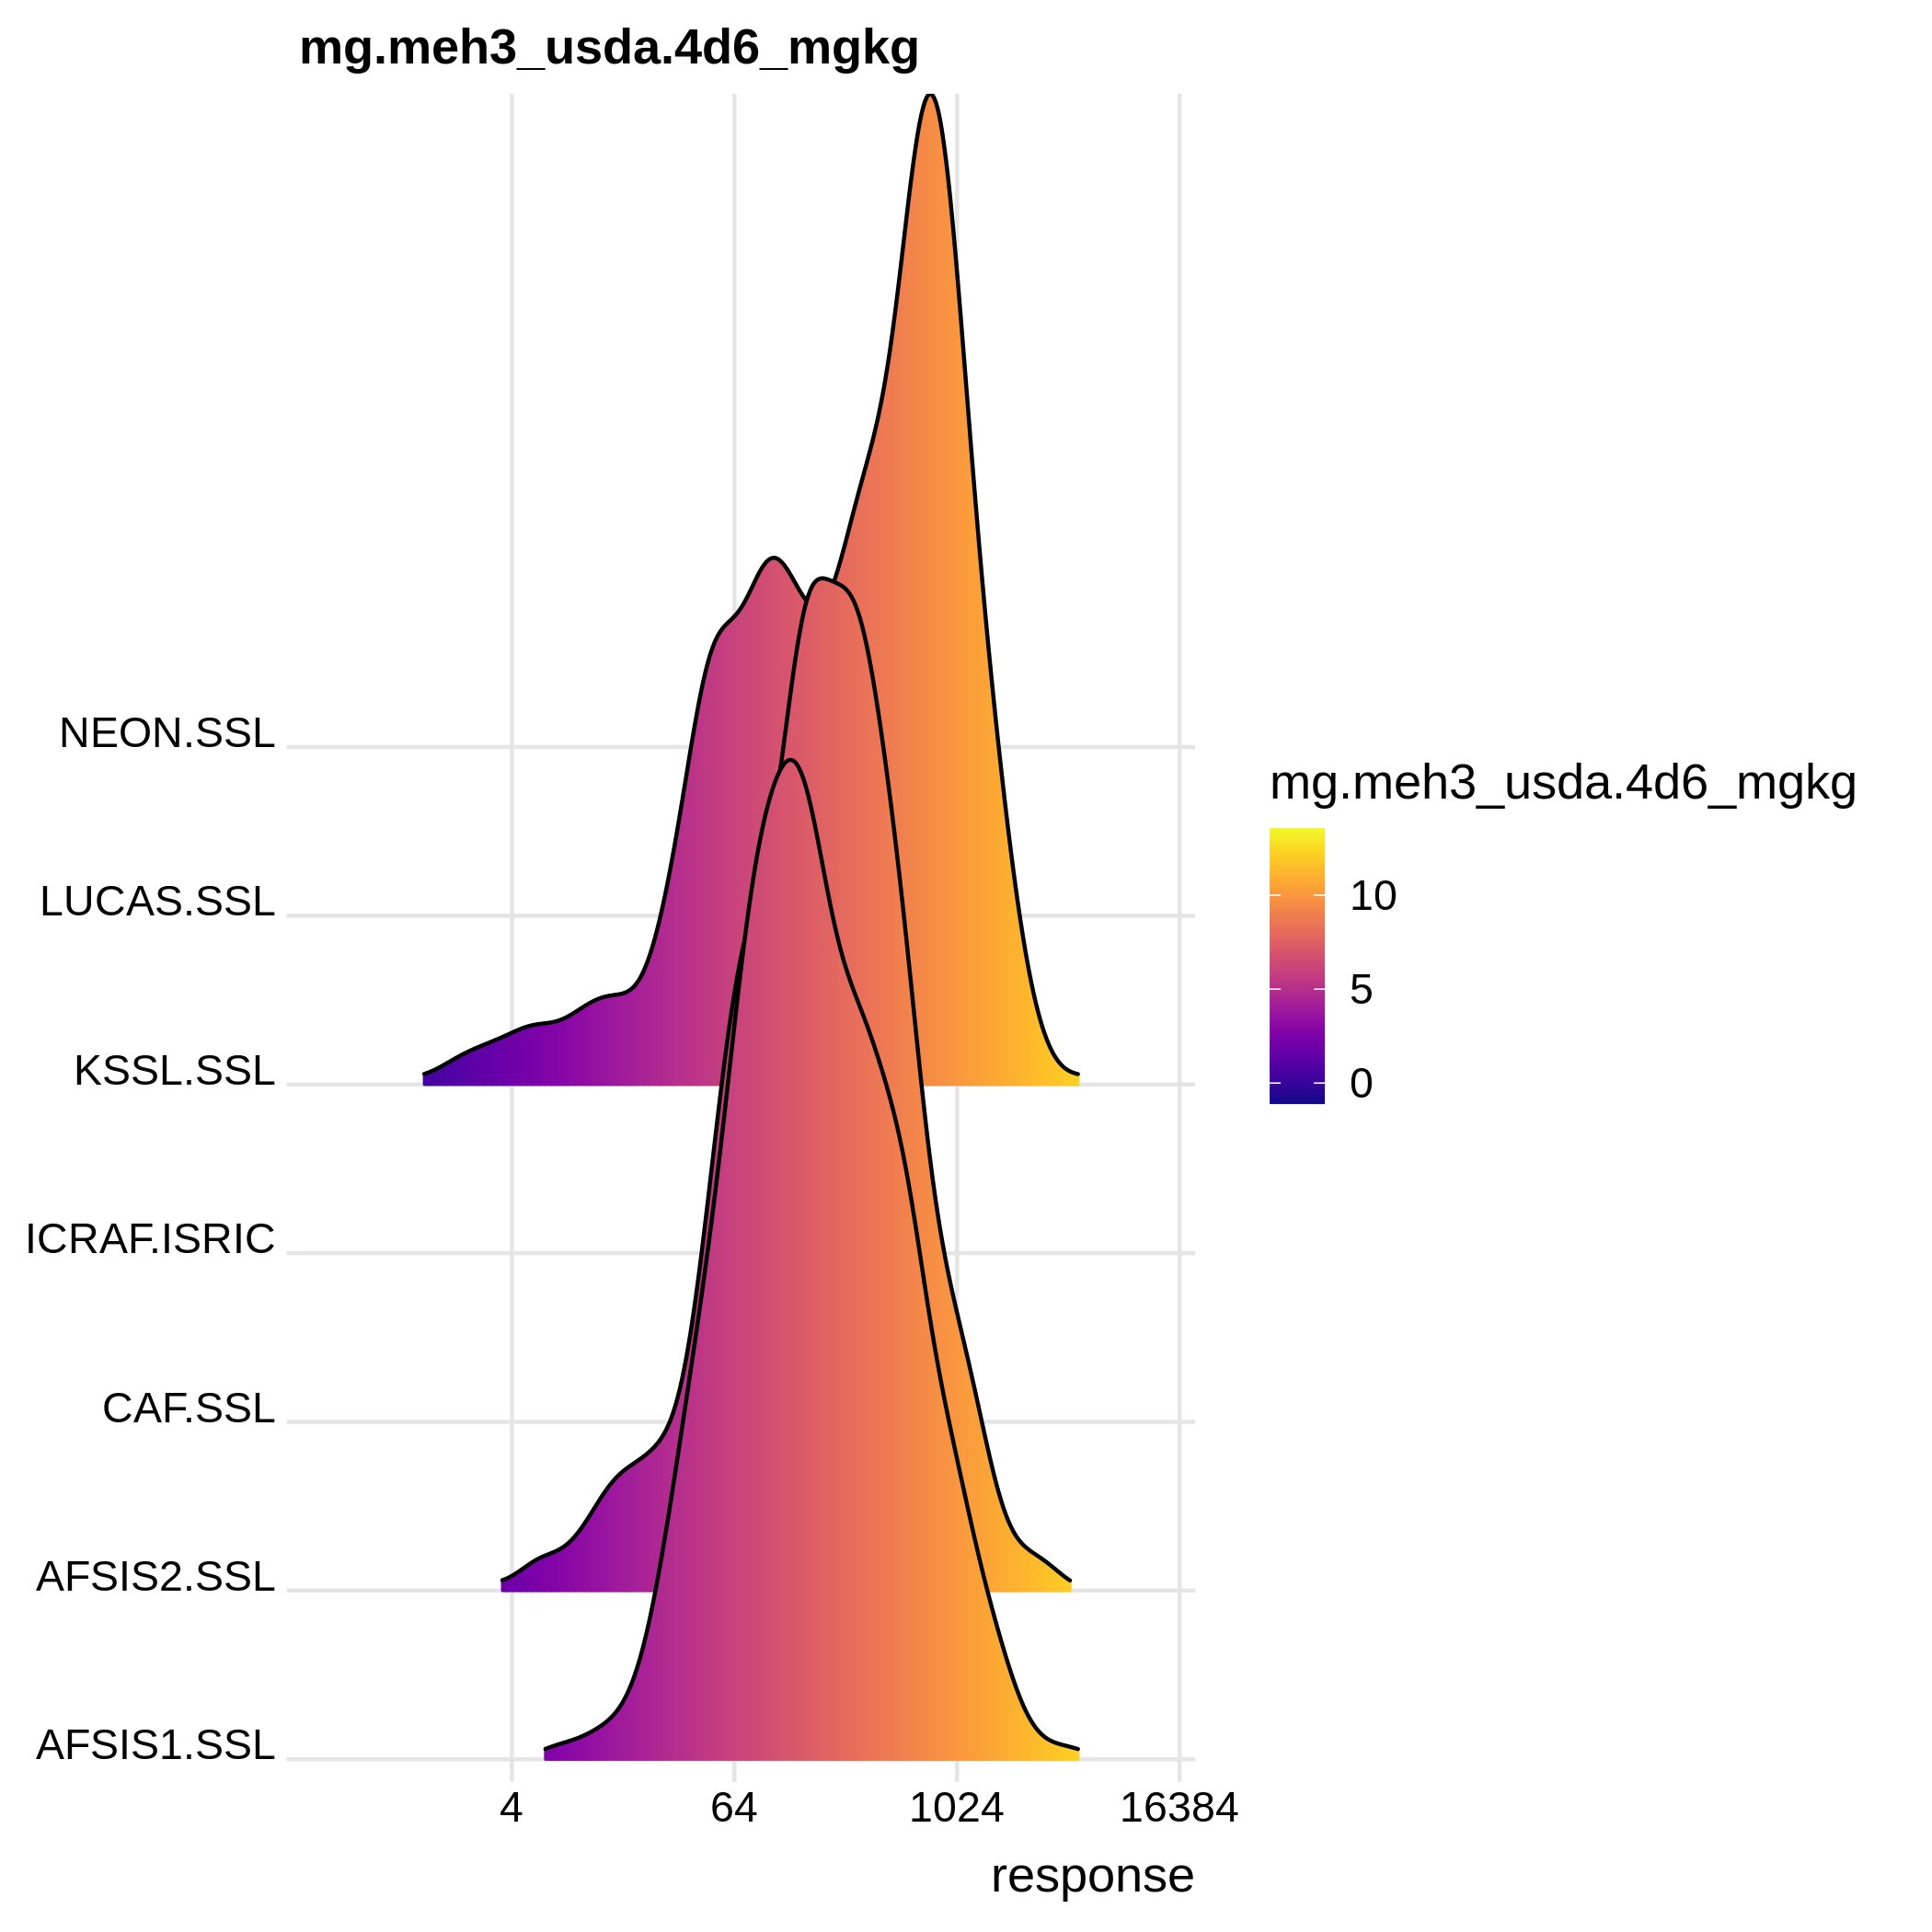 mg.meh3_usda.4d6_mgkg
NEON.SSL
LUCAS.SSL
KSSL.SSL
ICRAF.ISRIC
CAF.SSL
AFSIS2.SSL
AFSIS1.SSL
4 64 1024 16384
response
mg.meh3_usda.4d6_mgkg
10
5
0